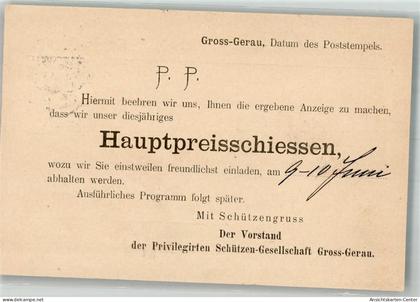 Gross-Gerau, Datum des Poststempels.
P. P.
Hiermit beehren wir uns, Ihnen die ergebene Anzeige zu machen,
dass wir unser diesjähriges
Hauptpreisschiessen,
wozu wir Sie einstweilen freundlichst einladen, am 9-10 Juni
abhalten werden.
Ausführliches Programm folgt später.
Mit Schützengruss
Der Vorstand
der Privilegirten Schützen-Gesellschaft Gross-Gerau.
Ansichtskarten-Center